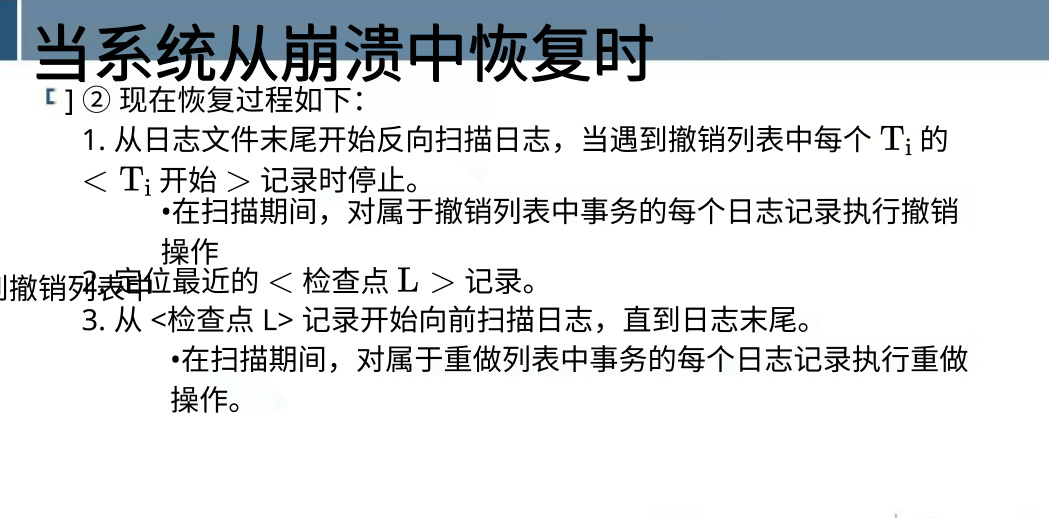 当系统从崩溃中恢复时
] ② 现在恢复过程如下：
1. 从日志文件末尾开始反向扫描日志，当遇到撤销列表中每个 Tᵢ 的
< Tᵢ 开始 > 记录时停止。
•在扫描期间，对属于撤销列表中事务的每个日志记录执行撤销
操作
2. 定位最近的 < 检查点 L > 记录。
撤销列表中
3. 从 <检查点 L> 记录开始向前扫描日志，直到日志末尾。
•在扫描期间，对属于重做列表中事务的每个日志记录执行重做
操作。